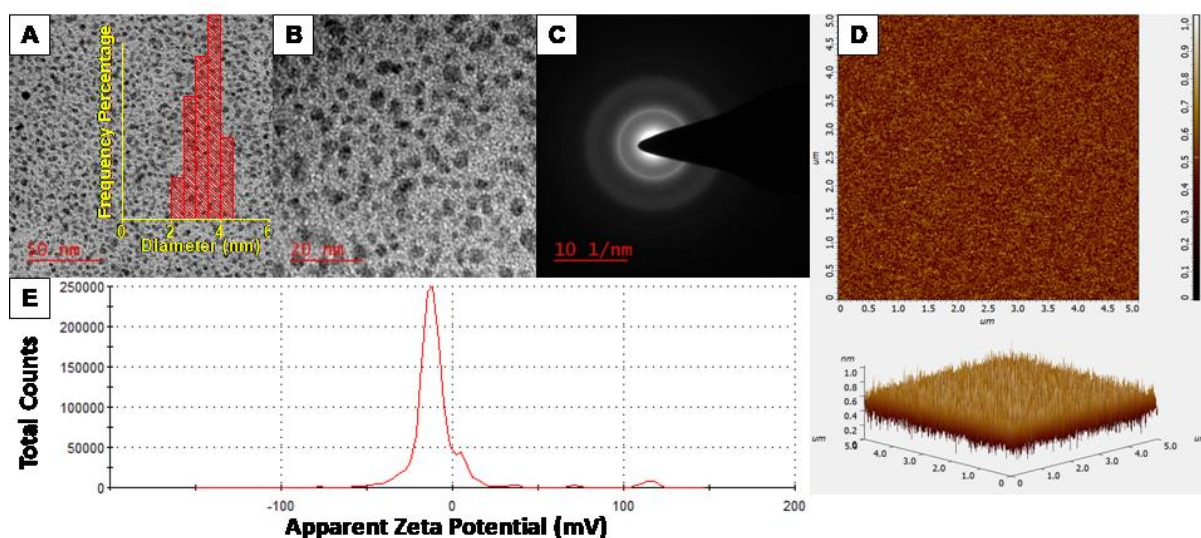 A
Frequency Percentage
0 2 4 6
Diameter (nm)
50 nm
B
20 nm
C
10 1/nm
D
5.0
4.5
4.0
3.5
3.0
2.5
2.0
1.5
1.0
0.5
0
um
0 0.5 1.0 1.5 2.0 2.5 3.0 3.5 4.0 4.5 5.0
um
1.0
0.9
0.8
0.7
0.6
0.5
0.4
0.3
0.2
0.1
0
nm
1.0
0.8
0.6
0.4
0.2
um
5.0
4.0
3.0
2.0
1.0
0
0
1.0
2.0
3.0
4.0
5.0
E
Total Counts
250000
200000
150000
100000
50000
0
-100 0 100 200
Apparent Zeta Potential (mV)